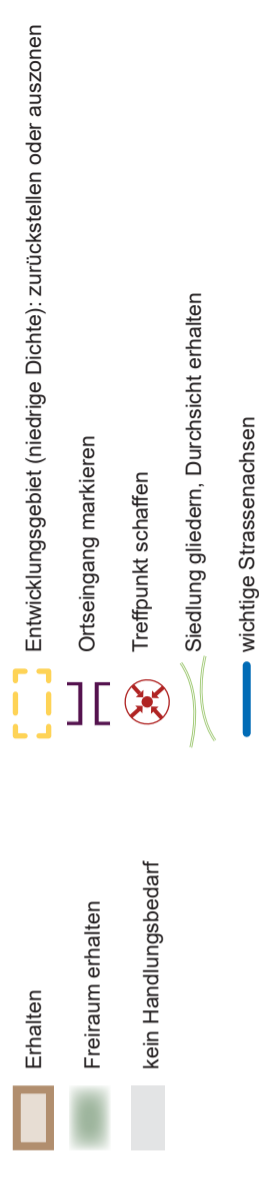 Erhalten
Freiraum erhalten
kein Handlungsbedarf
Entwicklungsgebiet (niedrige Dichte): zurückstellen oder auszonen
Ortseingang markieren
Treffpunkt schaffen
Siedlung gliedern, Durchsicht erhalten
wichtige Strassenachsen